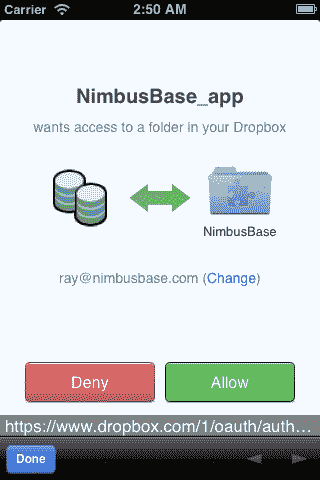 Carrier 2:50 AM
NimbusBase_app
wants access to a folder in your Dropbox
NimbusBase
ray@nimbusbase.com (Change)
Deny Allow
https://www.dropbox.com/1/oauth/auth...
Done